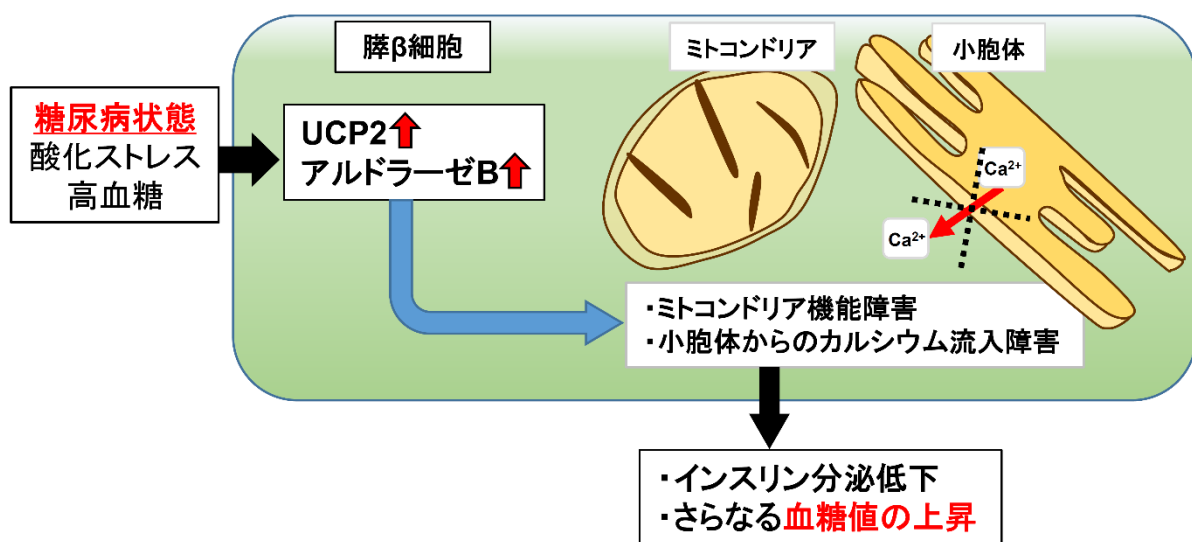 膵β細胞
ミトコンドリア
小胞体
糖尿病状態
酸化ストレス
高血糖
UCP2
アルドラーゼB
Ca²⁺
Ca²⁺
・ミトコンドリア機能障害
・小胞体からのカルシウム流入障害
・インスリン分泌低下
・さらなる血糖値の上昇